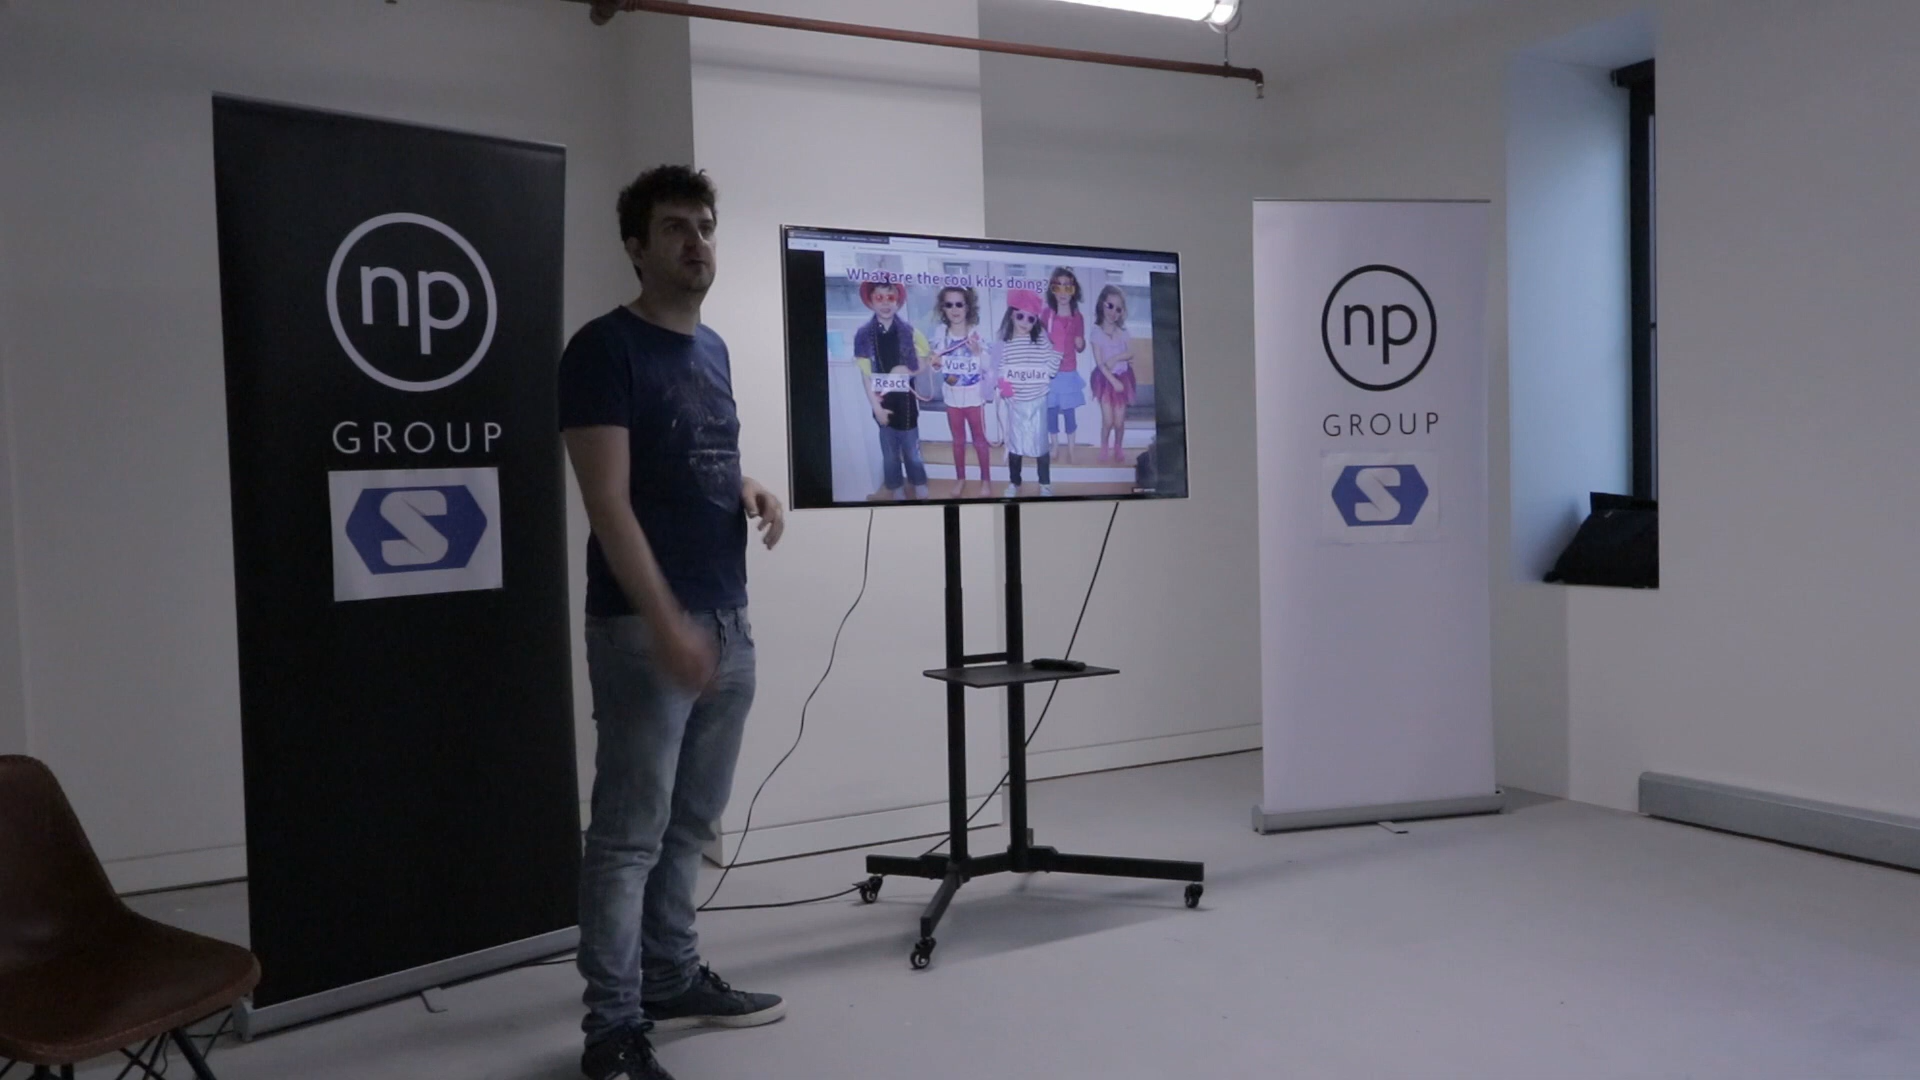 np
GROUP
S
What are the cool kids doing?
React
Vue.js
Angular
np
GROUP
S